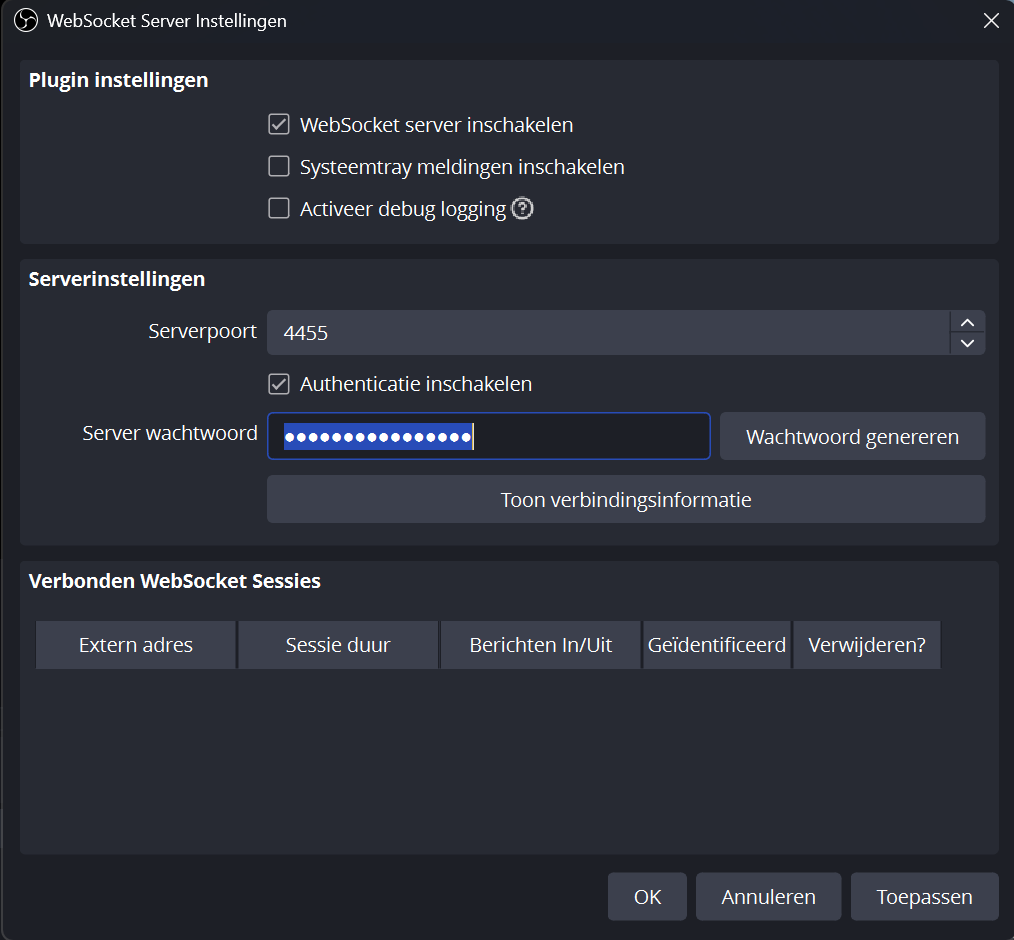 WebSocket Server Instellingen
Plugin instellingen
WebSocket server inschakelen
Systeemtray meldingen inschakelen
Activeer debug logging ?
Serverinstellingen
Serverpoort 4455
Authenticatie inschakelen
Server wachtwoord ●●●●●●●●●●●●●●●● Wachtwoord genereren
Toon verbindingsinformatie
Verbonden WebSocket Sessies
Extern adres Sessie duur Berichten In/Uit Geïdentificeerd Verwijderen?
OK Annuleren Toepassen